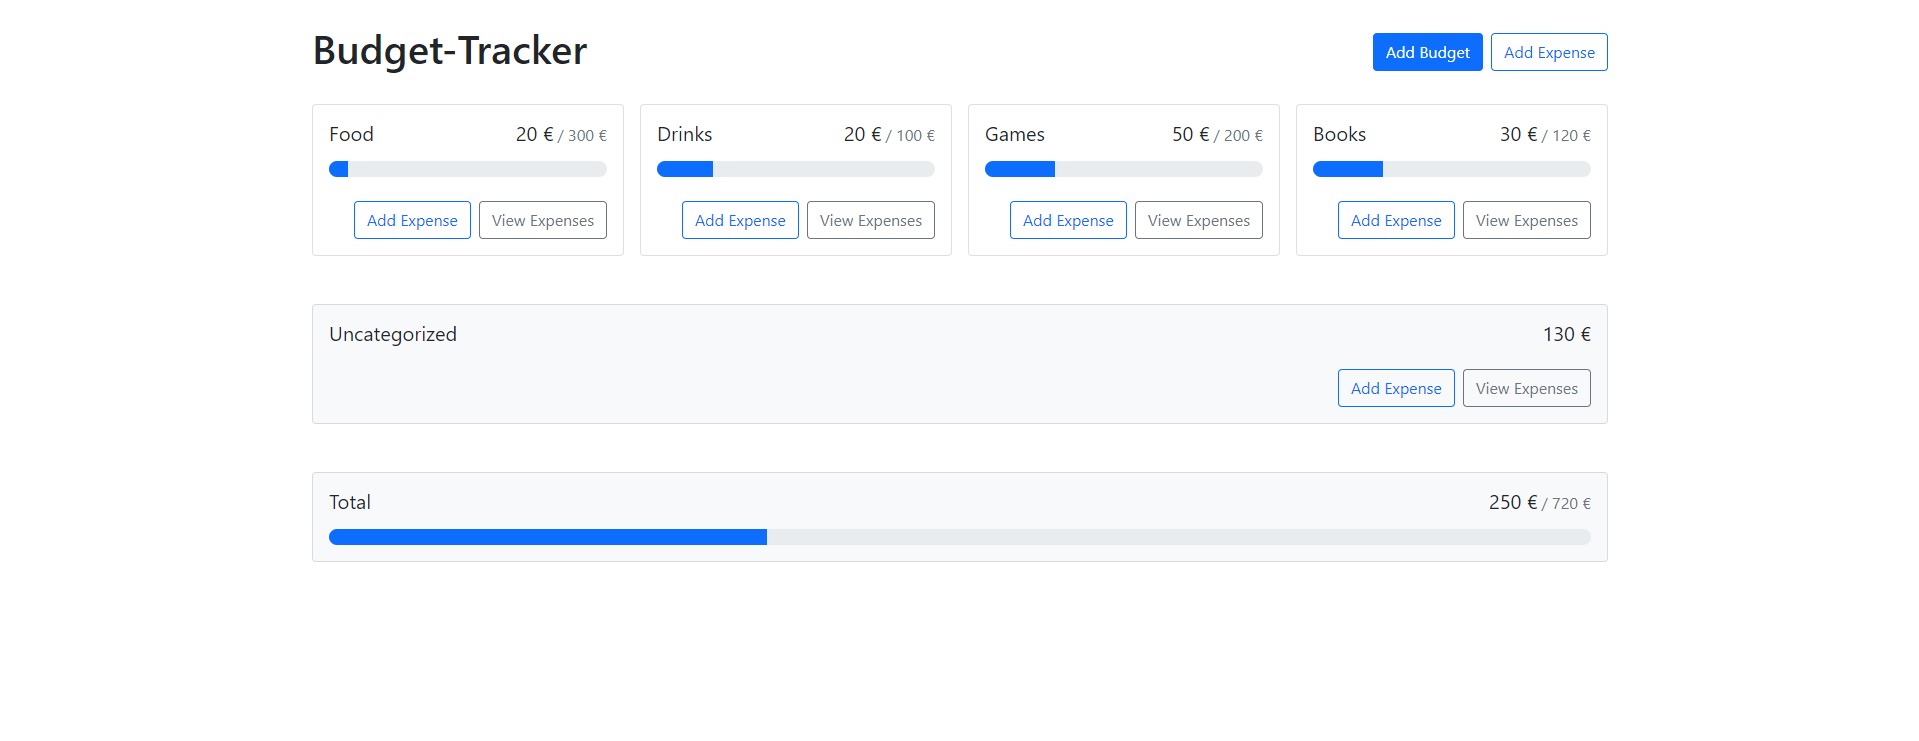 Budget-Tracker
Add Budget Add Expense
Food 20 € / 300 €
Add Expense View Expenses
Drinks 20 € / 100 €
Add Expense View Expenses
Games 50 € / 200 €
Add Expense View Expenses
Books 30 € / 120 €
Add Expense View Expenses
Uncategorized 130 €
Add Expense View Expenses
Total 250 € / 720 €